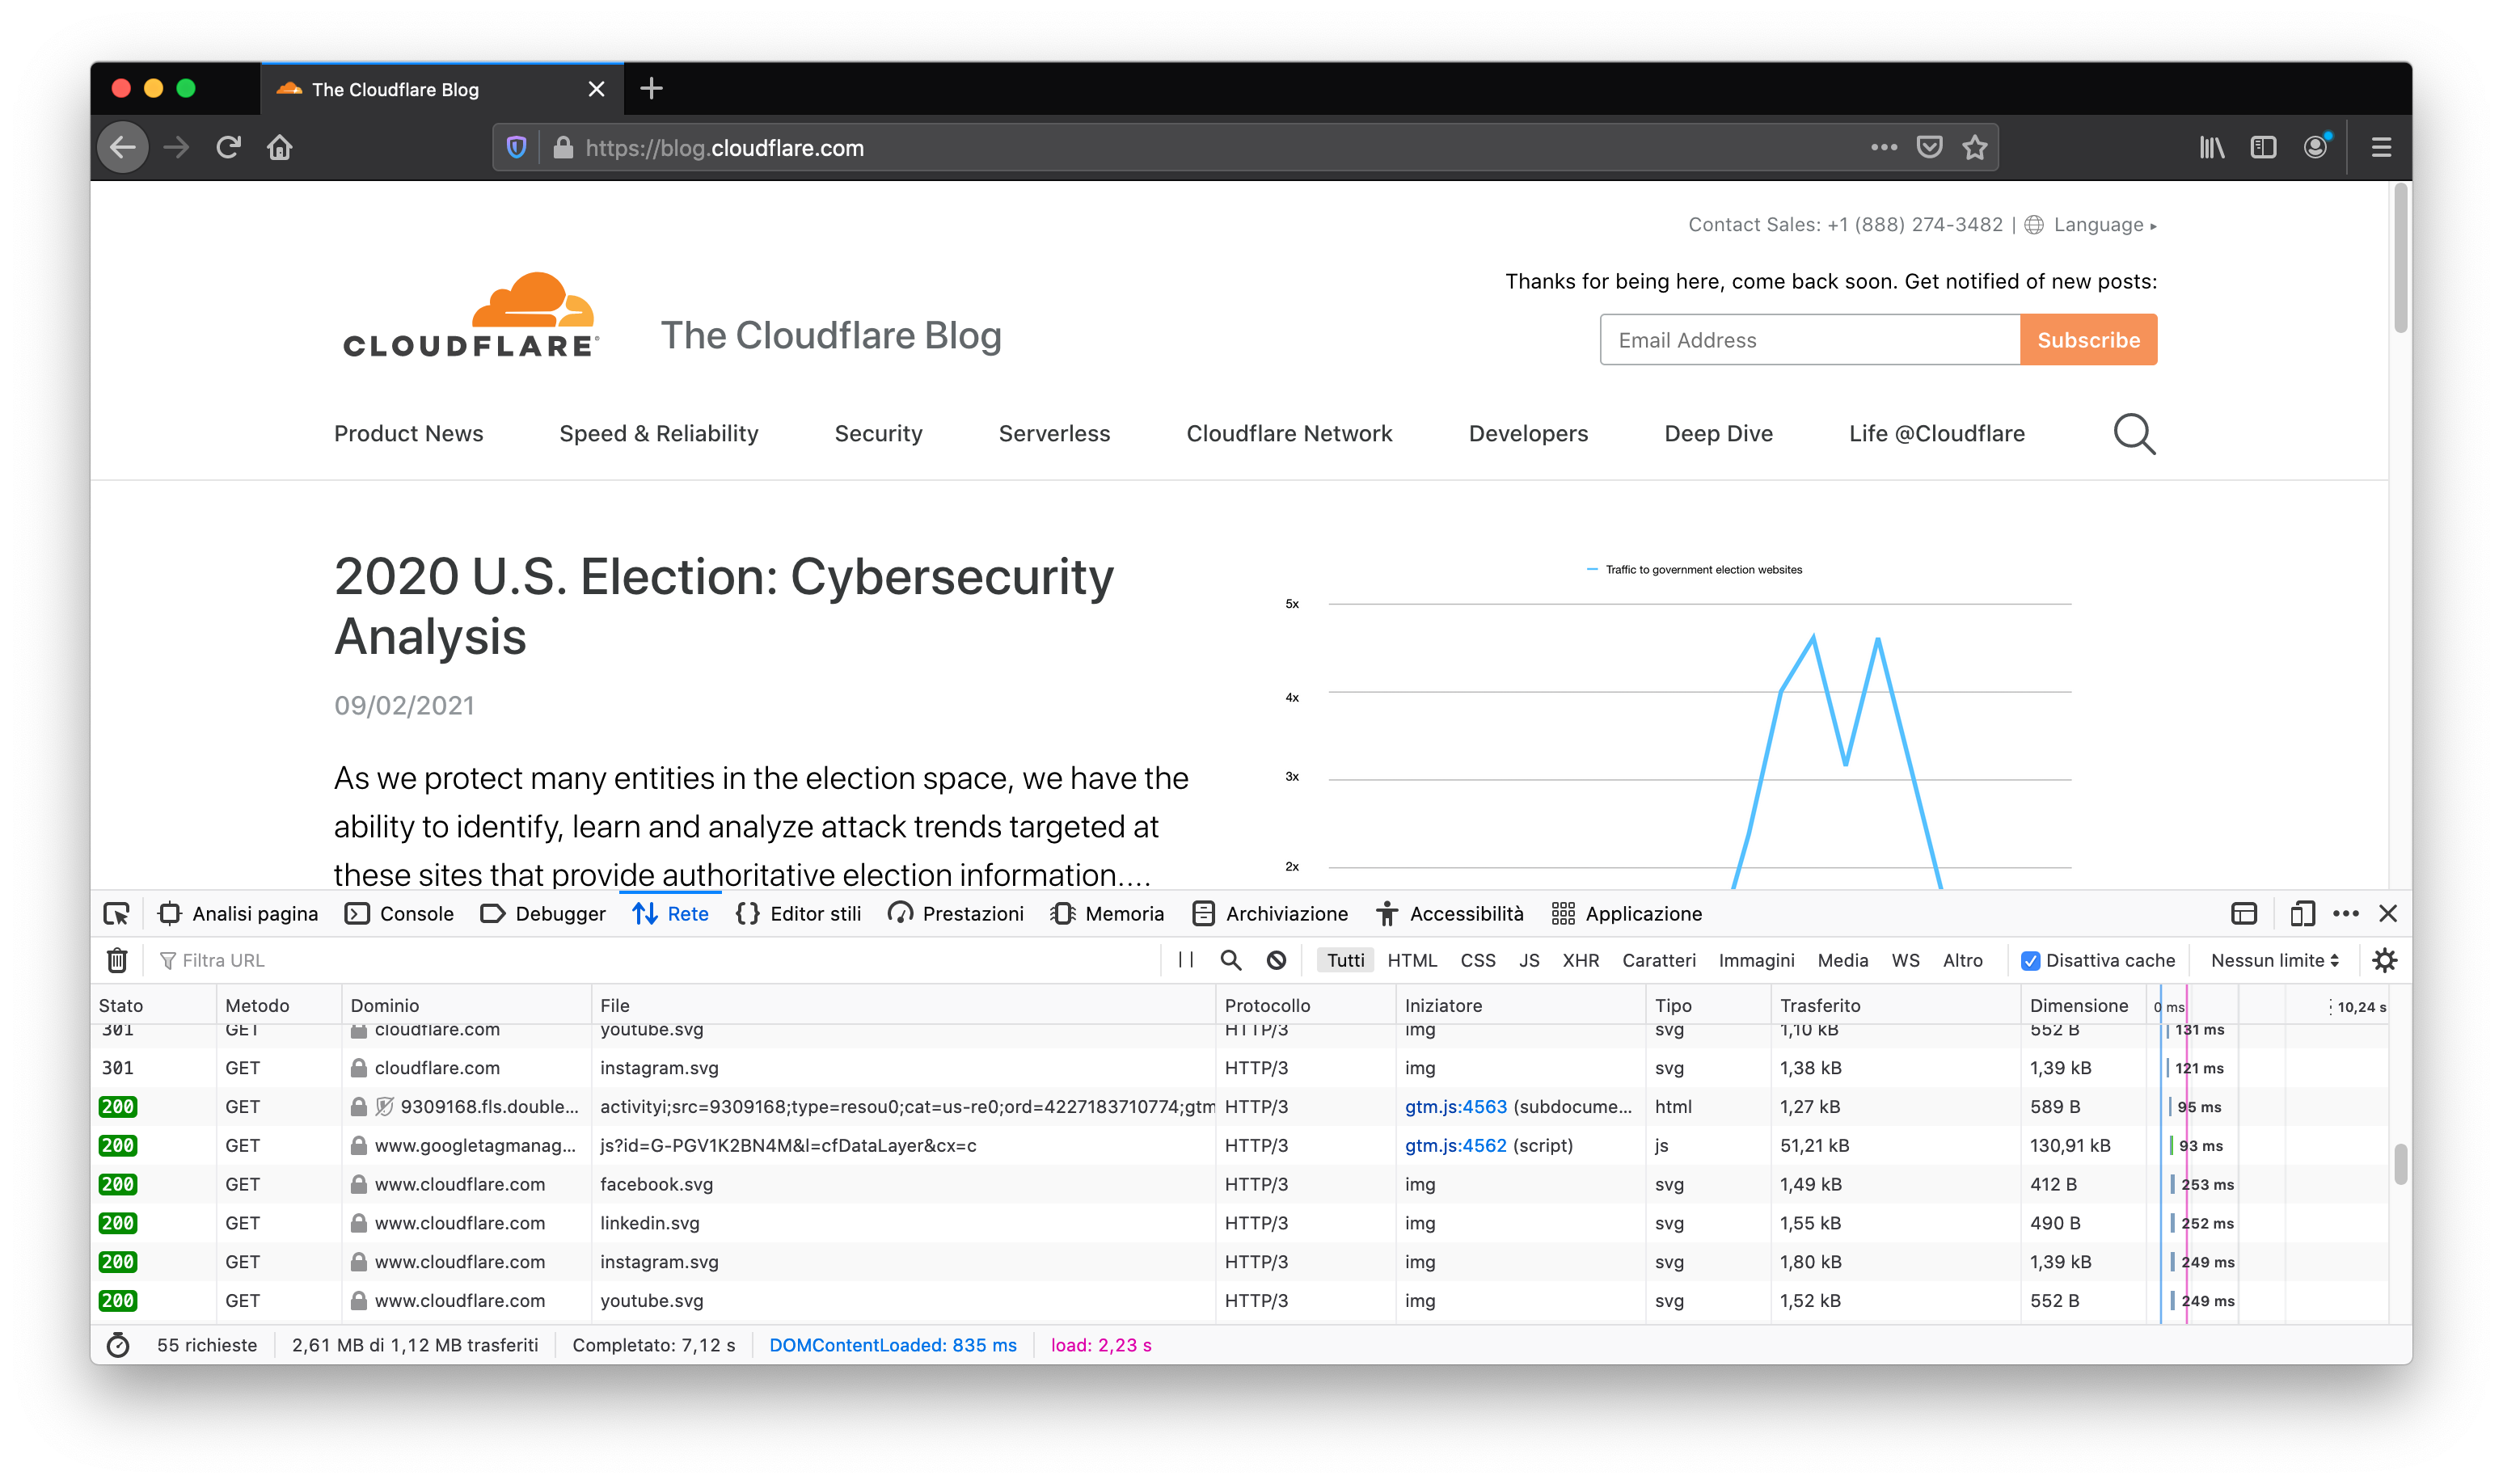 The Cloudflare Blog
https://blog.cloudflare.com
Contact Sales: +1 (888) 274-3482 | Language ▸
Thanks for being here, come back soon. Get notified of new posts:
CLOUDFLARE®
The Cloudflare Blog
Email Address
Subscribe
Product News
Speed & Reliability
Security
Serverless
Cloudflare Network
Developers
Deep Dive
Life @Cloudflare
2020 U.S. Election: Cybersecurity
Analysis
09/02/2021
As we protect many entities in the election space, we have the
ability to identify, learn and analyze attack trends targeted at
these sites that provide authoritative election information....
Traffic to government election websites
5x
4x
3x
2x
Analisi pagina Console Debugger Rete Editor stili Prestazioni Memoria Archiviazione Accessibilità Applicazione
Filtra URL Tutti HTML CSS JS XHR Caratteri Immagini Media WS Altro Disattiva cache Nessun limite
Stato Metodo Dominio File Protocollo Iniziatore Tipo Trasferito Dimensione 0 ms 10,24 s
301 GET cloudflare.com youtube.svg HTTP/3 img svg 1,10 kB 552 B 131 ms
301 GET cloudflare.com instagram.svg HTTP/3 img svg 1,38 kB 1,39 kB 121 ms
200 GET 9309168.fls.double... activityi;src=9309168;type=resou0;cat=us-re0;ord=4227183710774;gtm HTTP/3 gtm.js:4563 (subdocume... html 1,27 kB 589 B 95 ms
200 GET www.googletagmanag... js?id=G-PGV1K2BN4M&l=cfDataLayer&cx=c HTTP/3 gtm.js:4562 (script) js 51,21 kB 130,91 kB 93 ms
200 GET www.cloudflare.com facebook.svg HTTP/3 img svg 1,49 kB 412 B 253 ms
200 GET www.cloudflare.com linkedin.svg HTTP/3 img svg 1,55 kB 490 B 252 ms
200 GET www.cloudflare.com instagram.svg HTTP/3 img svg 1,80 kB 1,39 kB 249 ms
200 GET www.cloudflare.com youtube.svg HTTP/3 img svg 1,52 kB 552 B 249 ms
55 richieste 2,61 MB di 1,12 MB trasferiti Completato: 7,12 s DOMContentLoaded: 835 ms load: 2,23 s